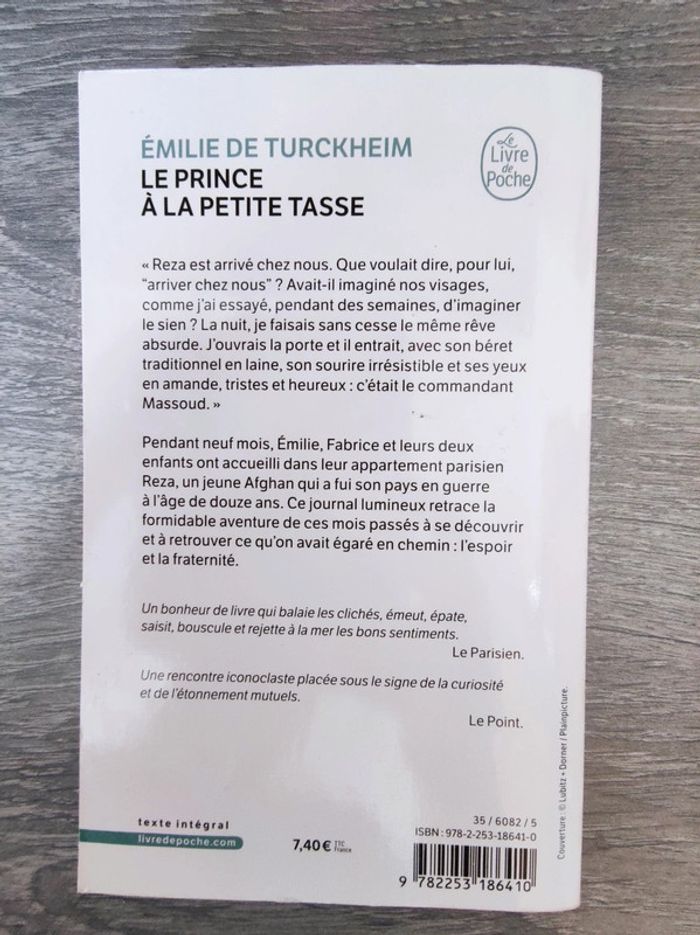 ÉMILIE DE TURCKHEIM
LE PRINCE
À LA PETITE TASSE
Le
Livre
de
Poche
« Reza est arrivé chez nous. Que voulait dire, pour lui,
“arriver chez nous” ? Avait-il imaginé nos visages,
comme j’ai essayé, pendant des semaines, d’imaginer
le sien ? La nuit, je faisais sans cesse le même rêve
absurde. J’ouvrais la porte et il entrait, avec son béret
traditionnel en laine, son sourire irrésistible et ses yeux
en amande, tristes et heureux : c’était le commandant
Massoud. »
Pendant neuf mois, Émilie, Fabrice et leurs deux
enfants ont accueilli dans leur appartement parisien
Reza, un jeune Afghan qui a fui son pays en guerre
à l’âge de douze ans. Ce journal lumineux retrace la
formidable aventure de ces mois passés à se découvrir
et à retrouver ce qu’on avait égaré en chemin : l’espoir
et la fraternité.
Un bonheur de livre qui balaie les clichés, émeut, épate,
saisit, bouscule et rejette à la mer les bons sentiments.
Le Parisien.
Une rencontre iconoclaste placée sous le signe de la curiosité
et de l’étonnement mutuels.
Le Point.
Couverture : © Lubitz + Dorner / Plainpicture.
texte intégral
livredepoche.com
7,40 € TTC
France
35 / 6082 / 5
ISBN : 978-2-253-18641-0
9 782253 186410